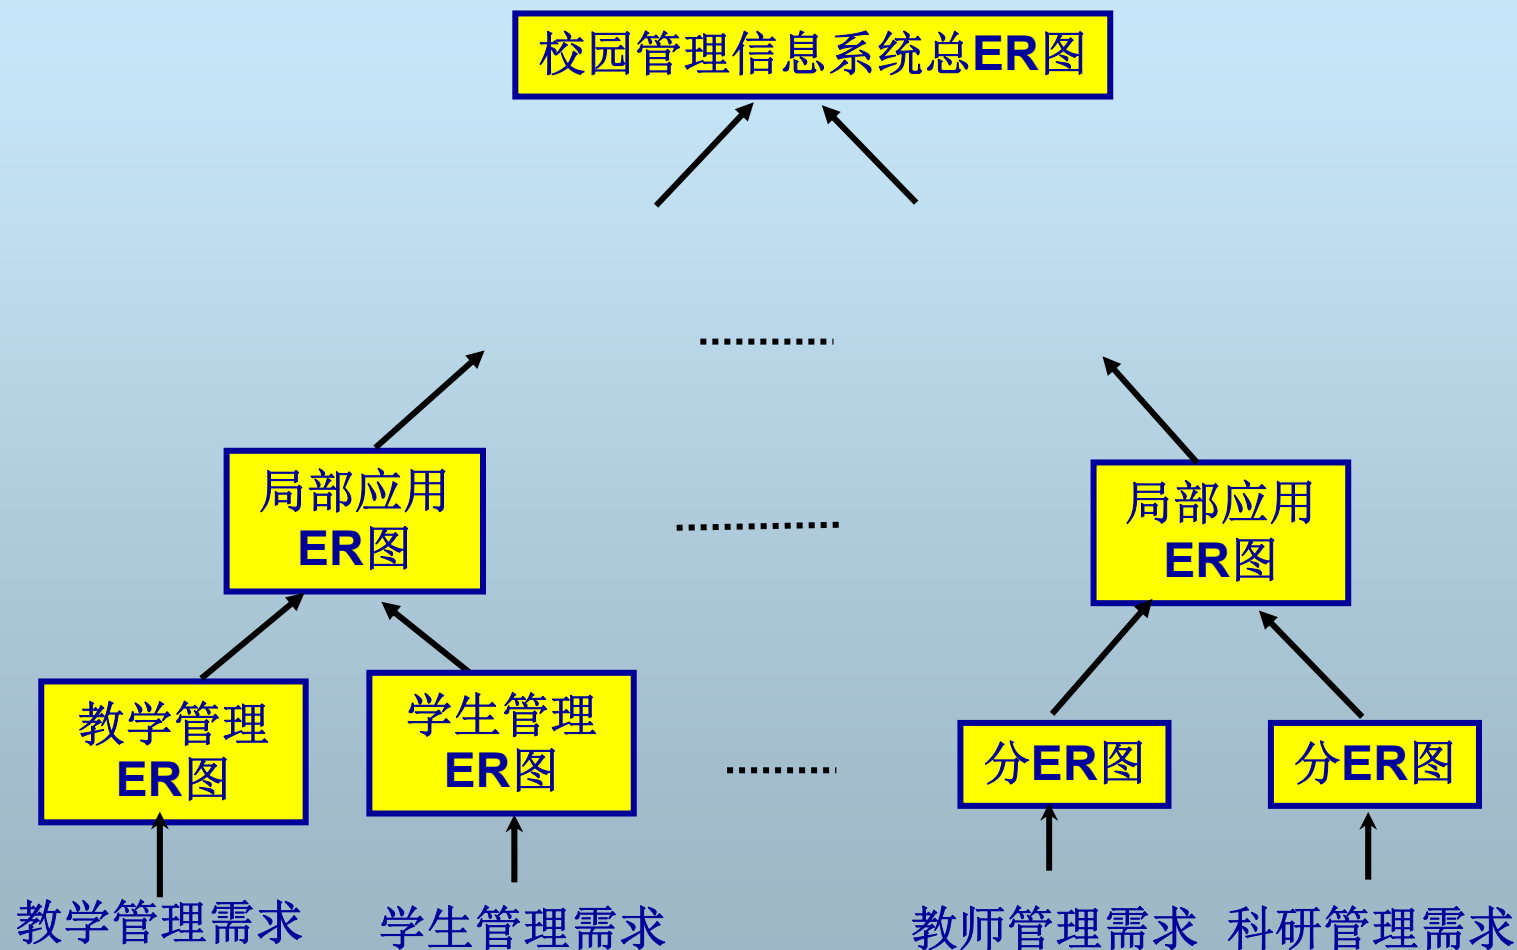 校园管理信息系统总ER图
局部应用
ER图
局部应用
ER图
教学管理
ER图
学生管理
ER图
分ER图
分ER图
教学管理需求
学生管理需求
教师管理需求
科研管理需求